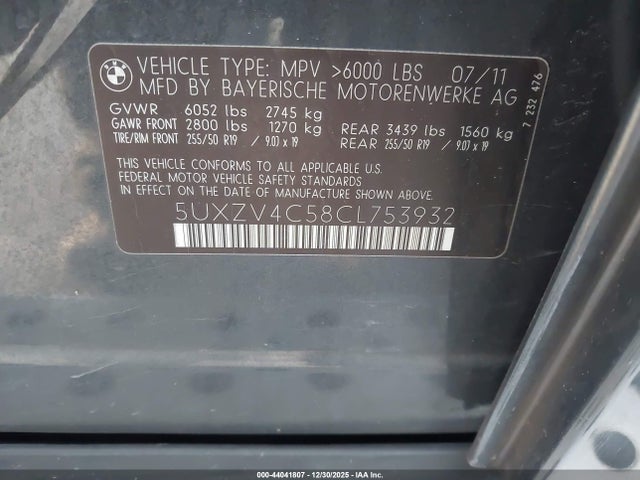 BMW
VEHICLE TYPE: MPV >6000 LBS 07/11
MFD BY BAYERISCHE MOTORENWERKE AG
GVWR 6052 lbs 2745 kg
GAWR FRONT 2800 lbs 1270 kg REAR 3439 lbs 1560 kg
TIRE/RIM FRONT 255/50 R19 / 9.0J x 19 REAR 255/50 R19 / 9.0J x 19
THIS VEHICLE CONFORMS TO ALL APPLICABLE U.S.
FEDERAL MOTOR VEHICLE SAFETY STANDARDS
IN EFFECT ON THE DATE OF MANUFACTURE SHOWN ABOVE.
5UXZV4C58CL753932
7 232 476
000-44041807 - 12/30/2025 - IAA, Inc.